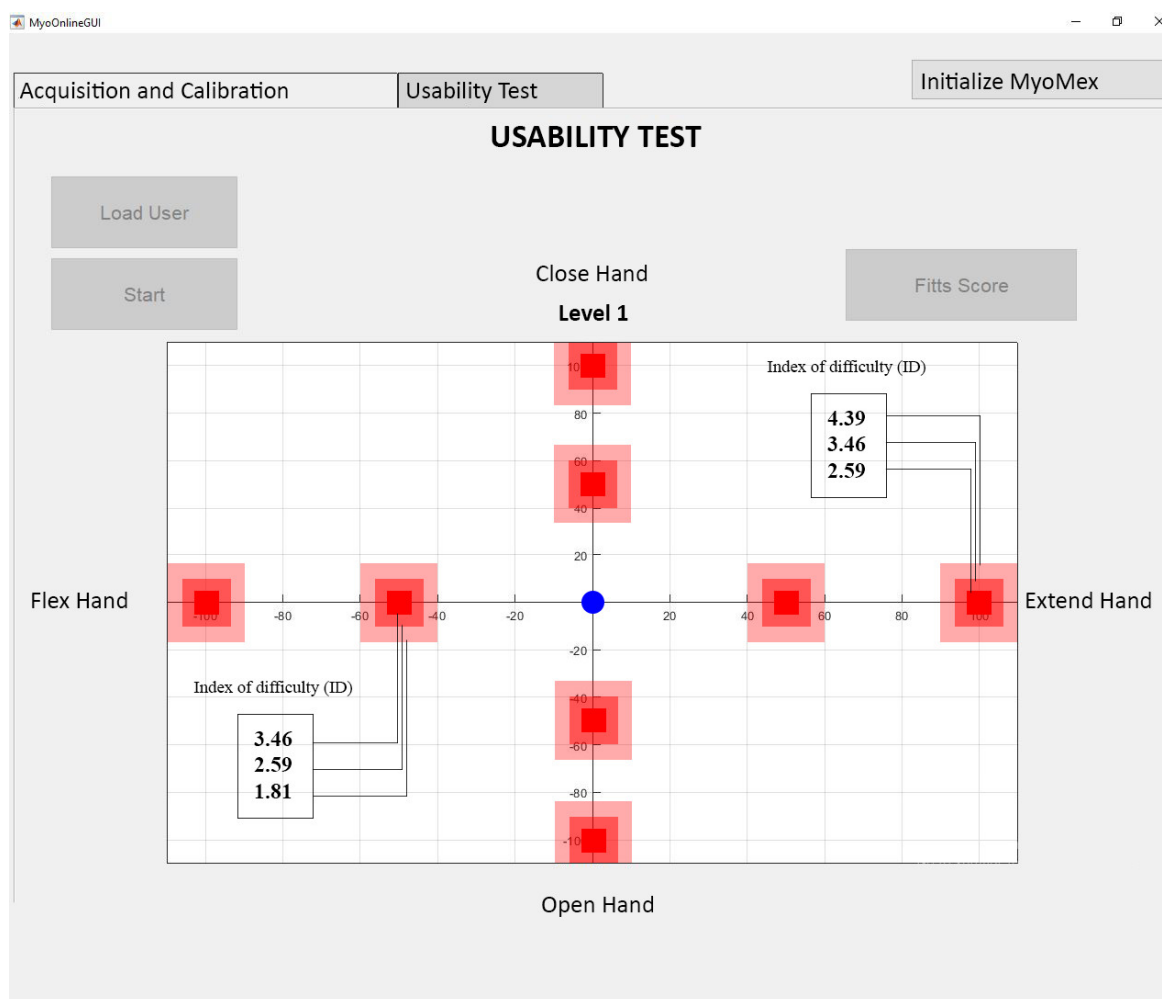 MyoOnlineGUI
Acquisition and Calibration
Usability Test
Initialize MyoMex
USABILITY TEST
Load User
Start
Close Hand
Level 1
Fitts Score
Index of difficulty (ID)
4.39
3.46
2.59
80
60
40
20
-20
-40
-60
-80
-100
-80
-60
-40
-20
20
40
60
80
100
Flex Hand
Extend Hand
Index of difficulty (ID)
3.46
2.59
1.81
Open Hand